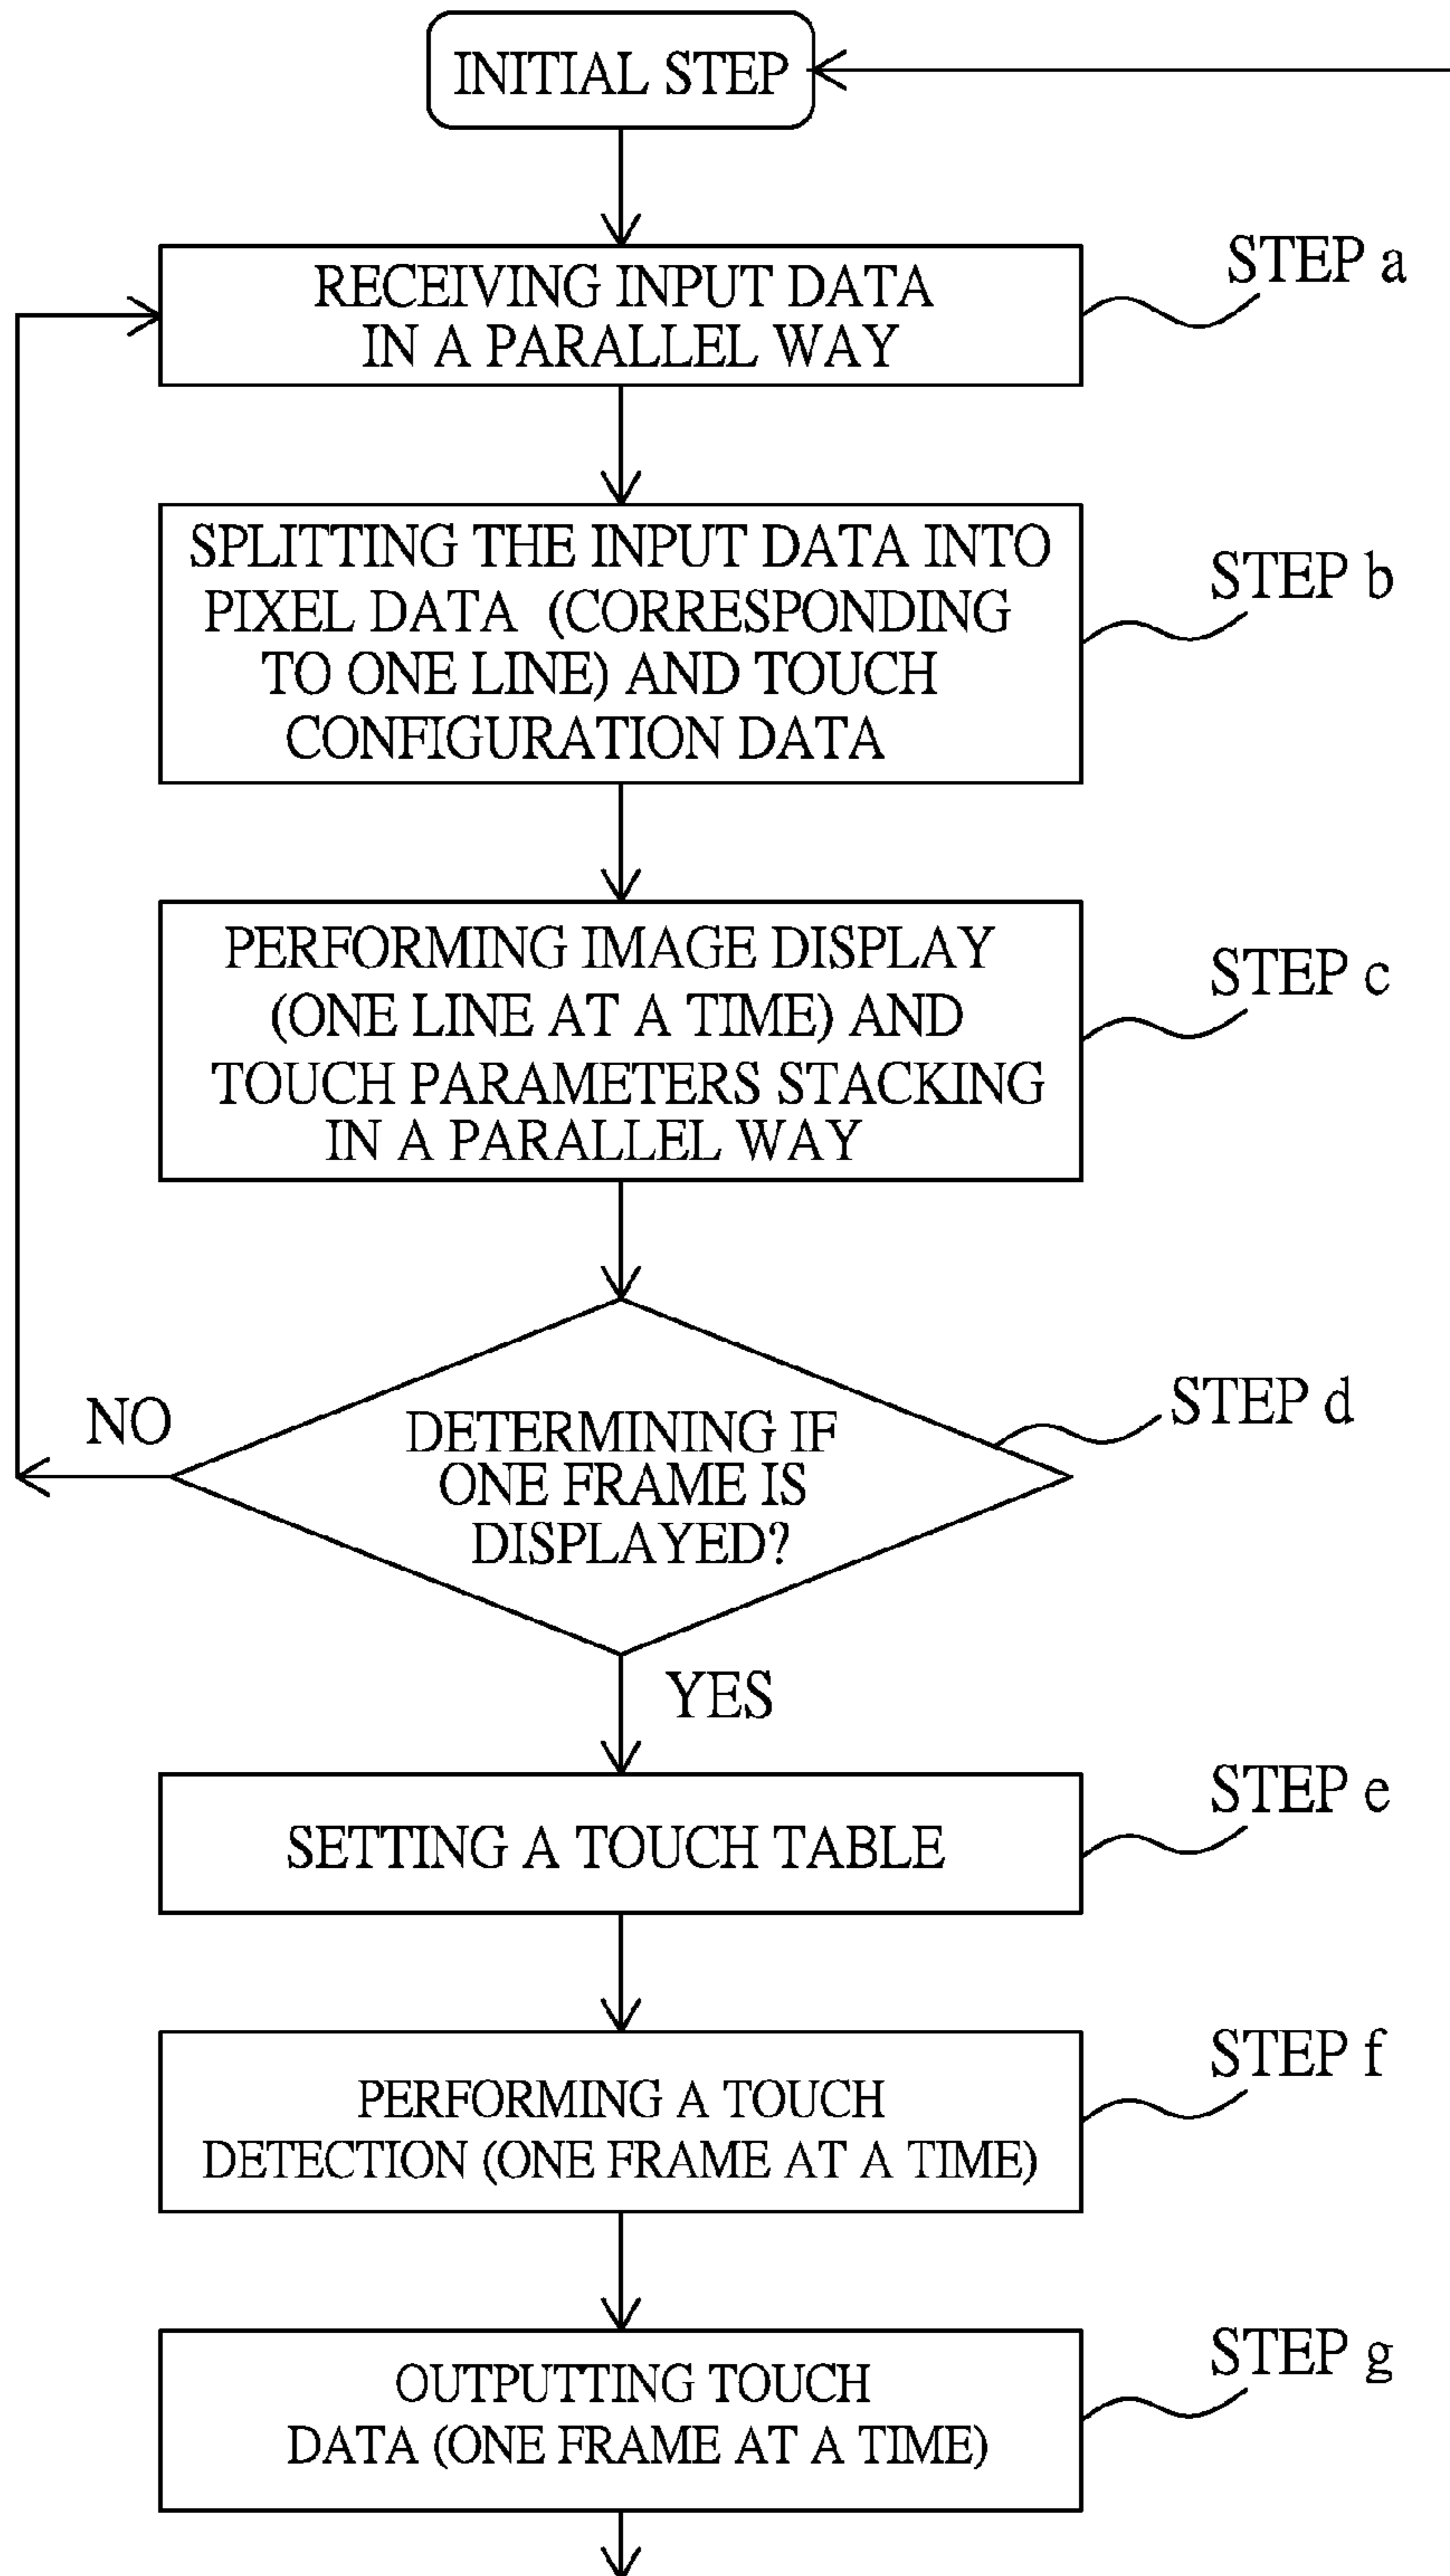 INITIAL STEP
RECEIVING INPUT DATA
IN A PARALLEL WAY
STEP a
SPLITTING THE INPUT DATA INTO
PIXEL DATA (CORRESPONDING
TO ONE LINE) AND TOUCH
CONFIGURATION DATA
STEP b
PERFORMING IMAGE DISPLAY
(ONE LINE AT A TIME) AND
TOUCH PARAMETERS STACKING
IN A PARALLEL WAY
STEP c
NO
DETERMINING IF
ONE FRAME IS
DISPLAYED?
STEP d
YES
SETTING A TOUCH TABLE
STEP e
PERFORMING A TOUCH
DETECTION (ONE FRAME AT A TIME)
STEP f
OUTPUTTING TOUCH
DATA (ONE FRAME AT A TIME)
STEP g